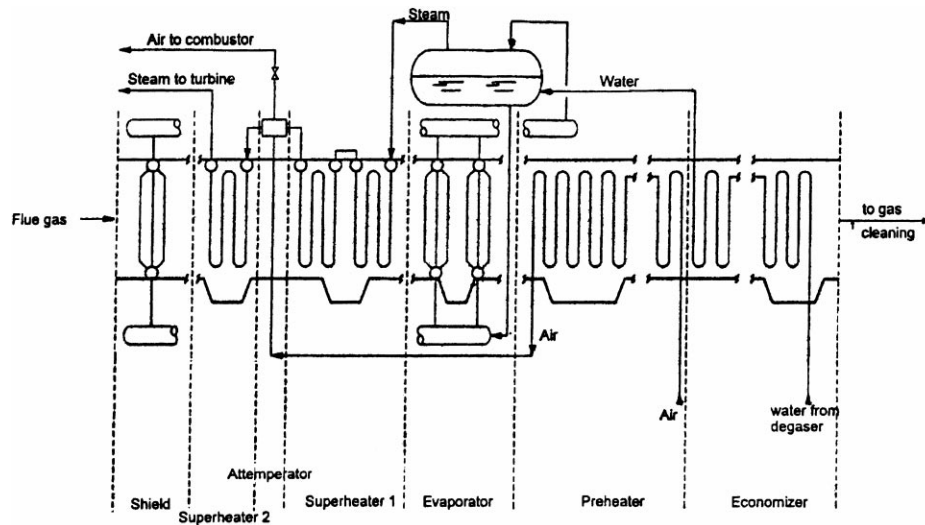 Steam
Air to combustor
Steam to turbine
Water
Flue gas
to gas
cleaning
Air
Air
water from
degaser
Attemperator
Shield
Superheater 1
Evaporator
Preheater
Economizer
Superheater 2